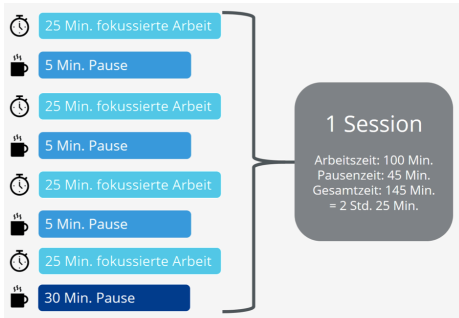 25 Min. fokussierte Arbeit
5 Min. Pause
25 Min. fokussierte Arbeit
5 Min. Pause
25 Min. fokussierte Arbeit
5 Min. Pause
25 Min. fokussierte Arbeit
30 Min. Pause
1 Session
Arbeitszeit: 100 Min.
Pausenzeit: 45 Min.
Gesamtzeit: 145 Min.
= 2 Std. 25 Min.